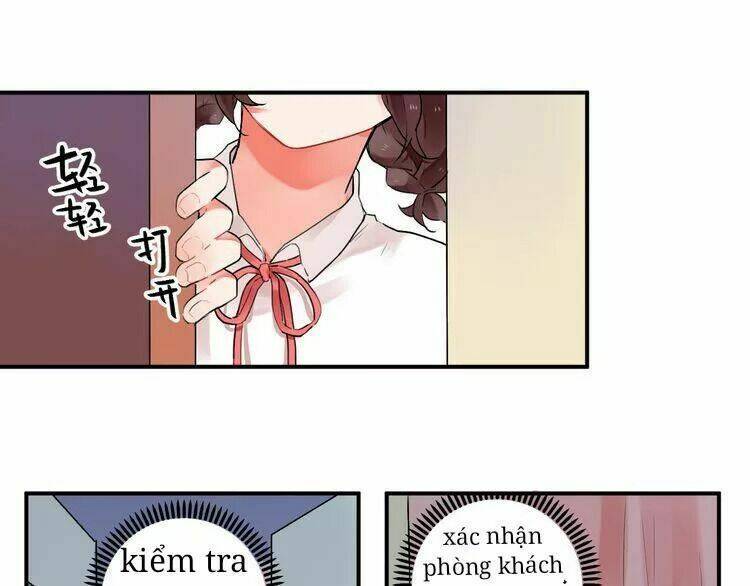 轻轻
打开
kiểm tra
xác nhận
phòng khách